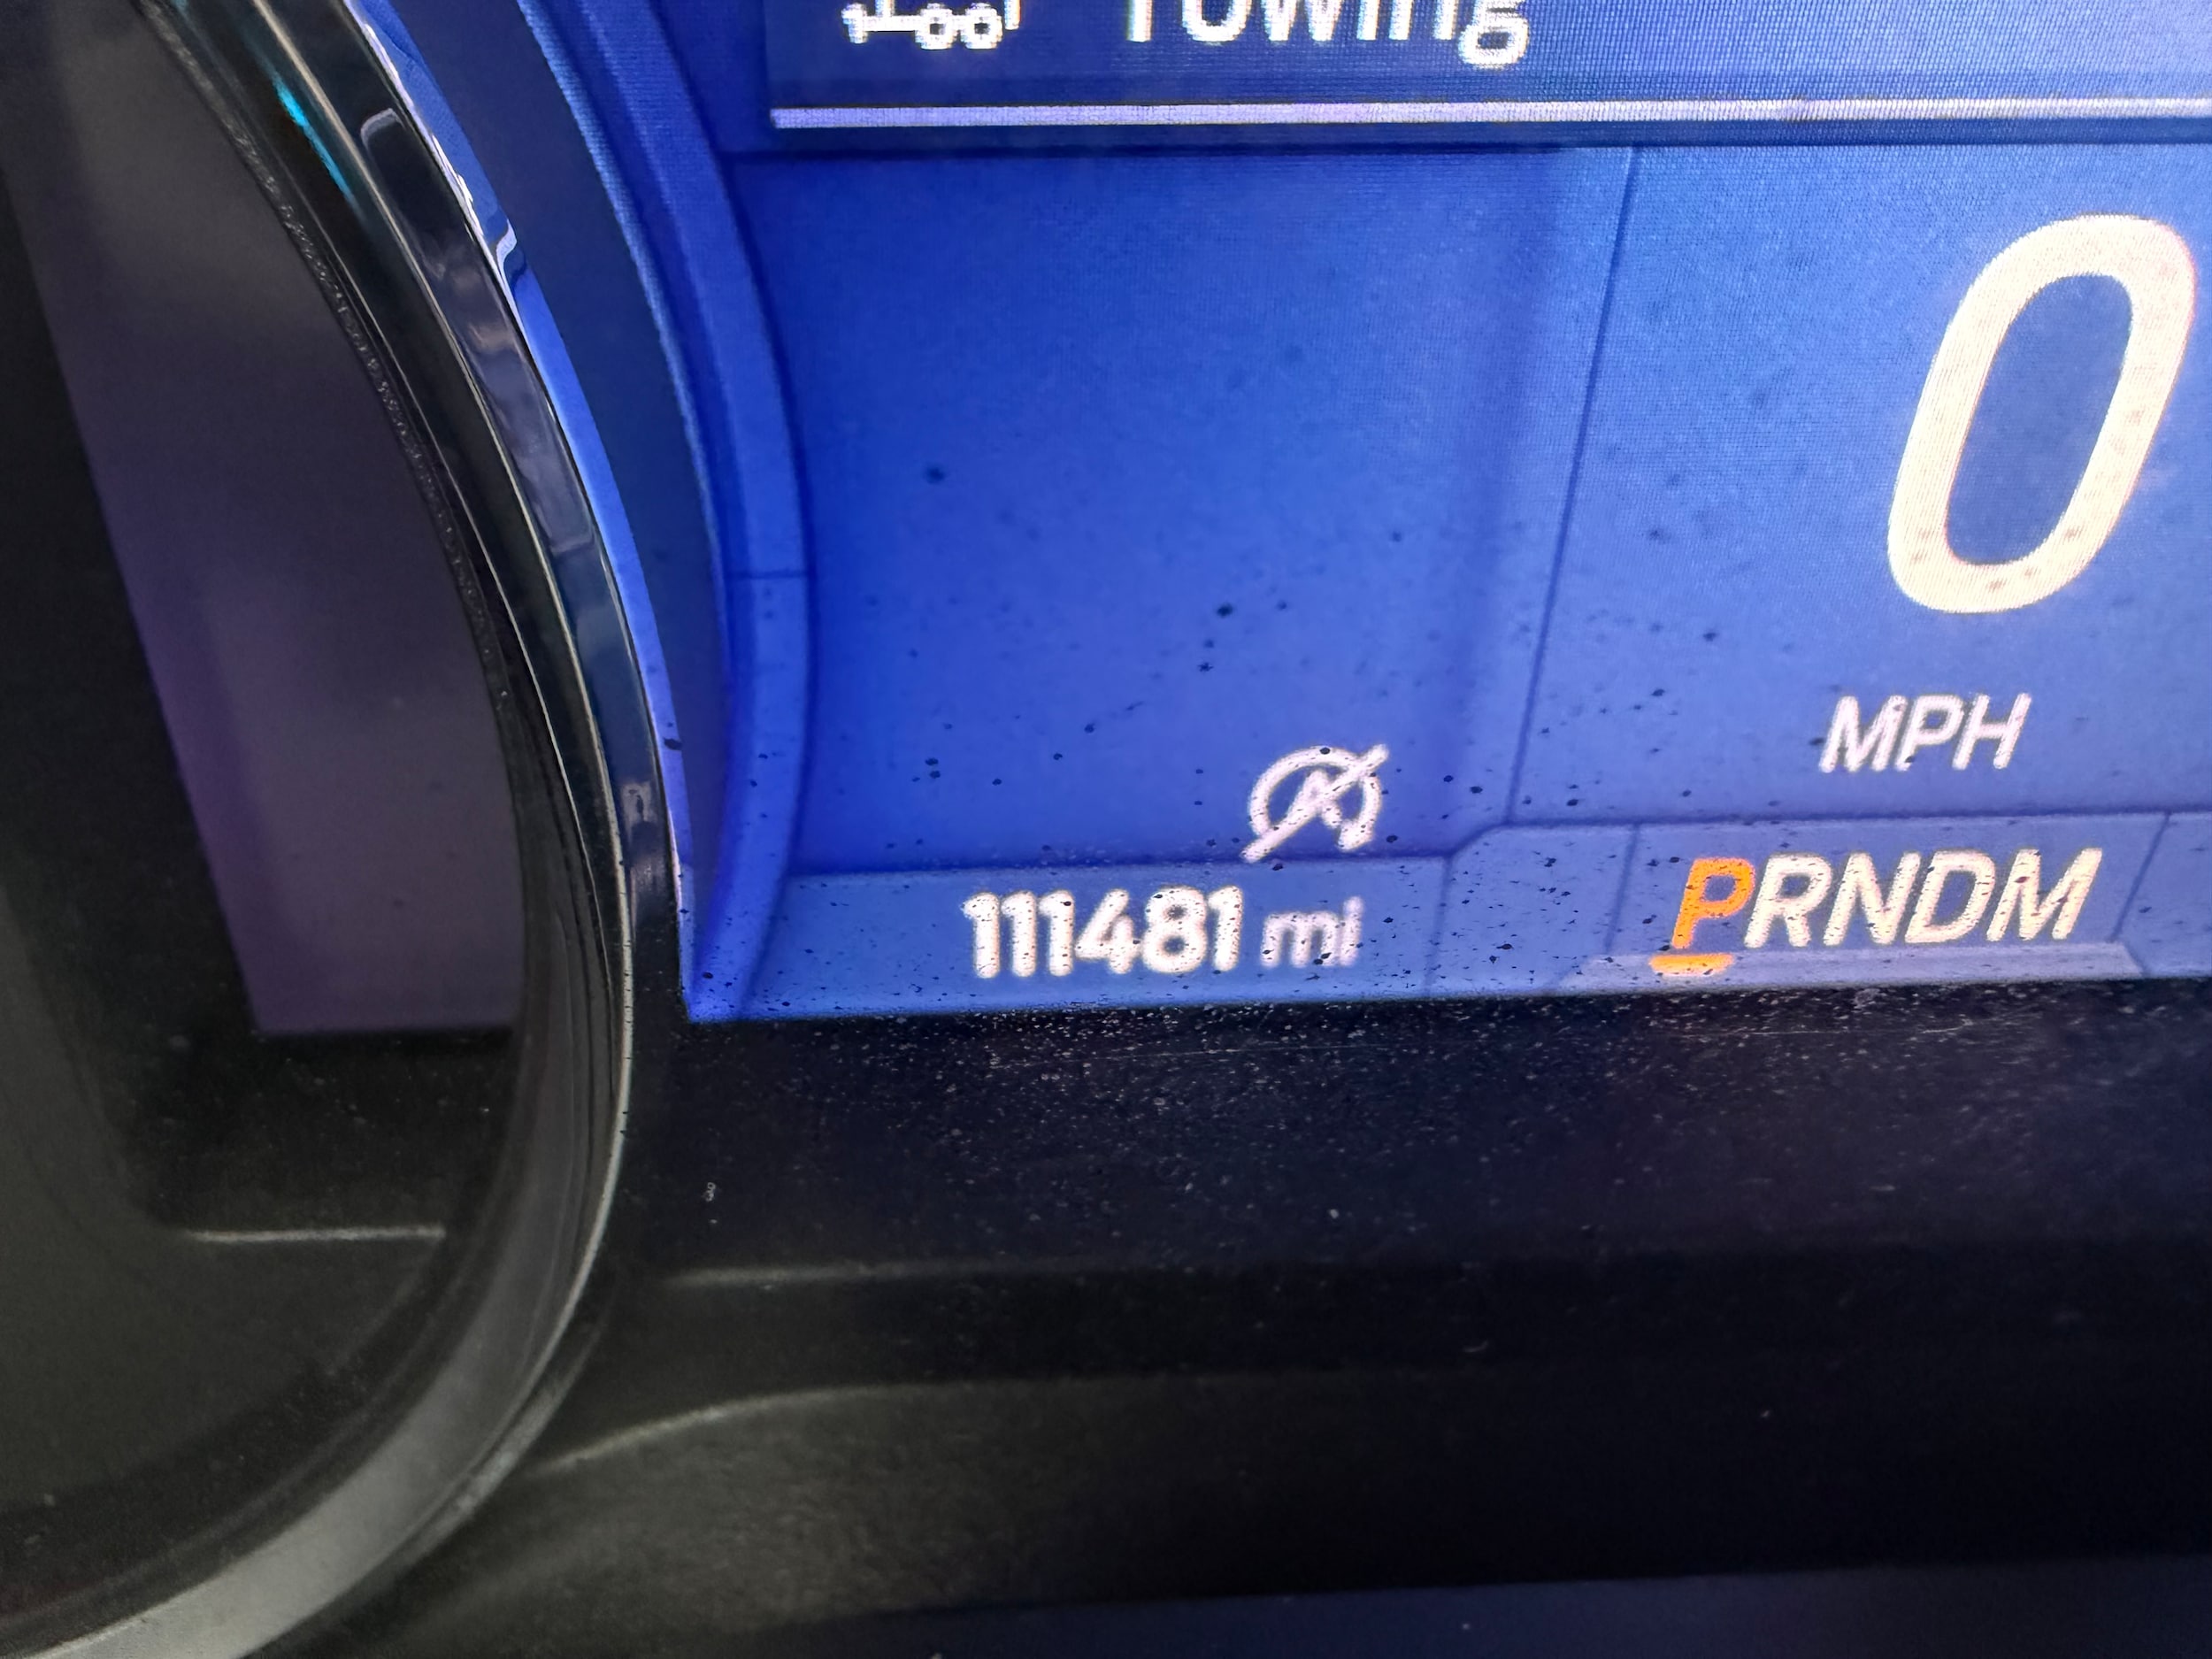 Towing
0
MPH
111481 mi
PRNDM